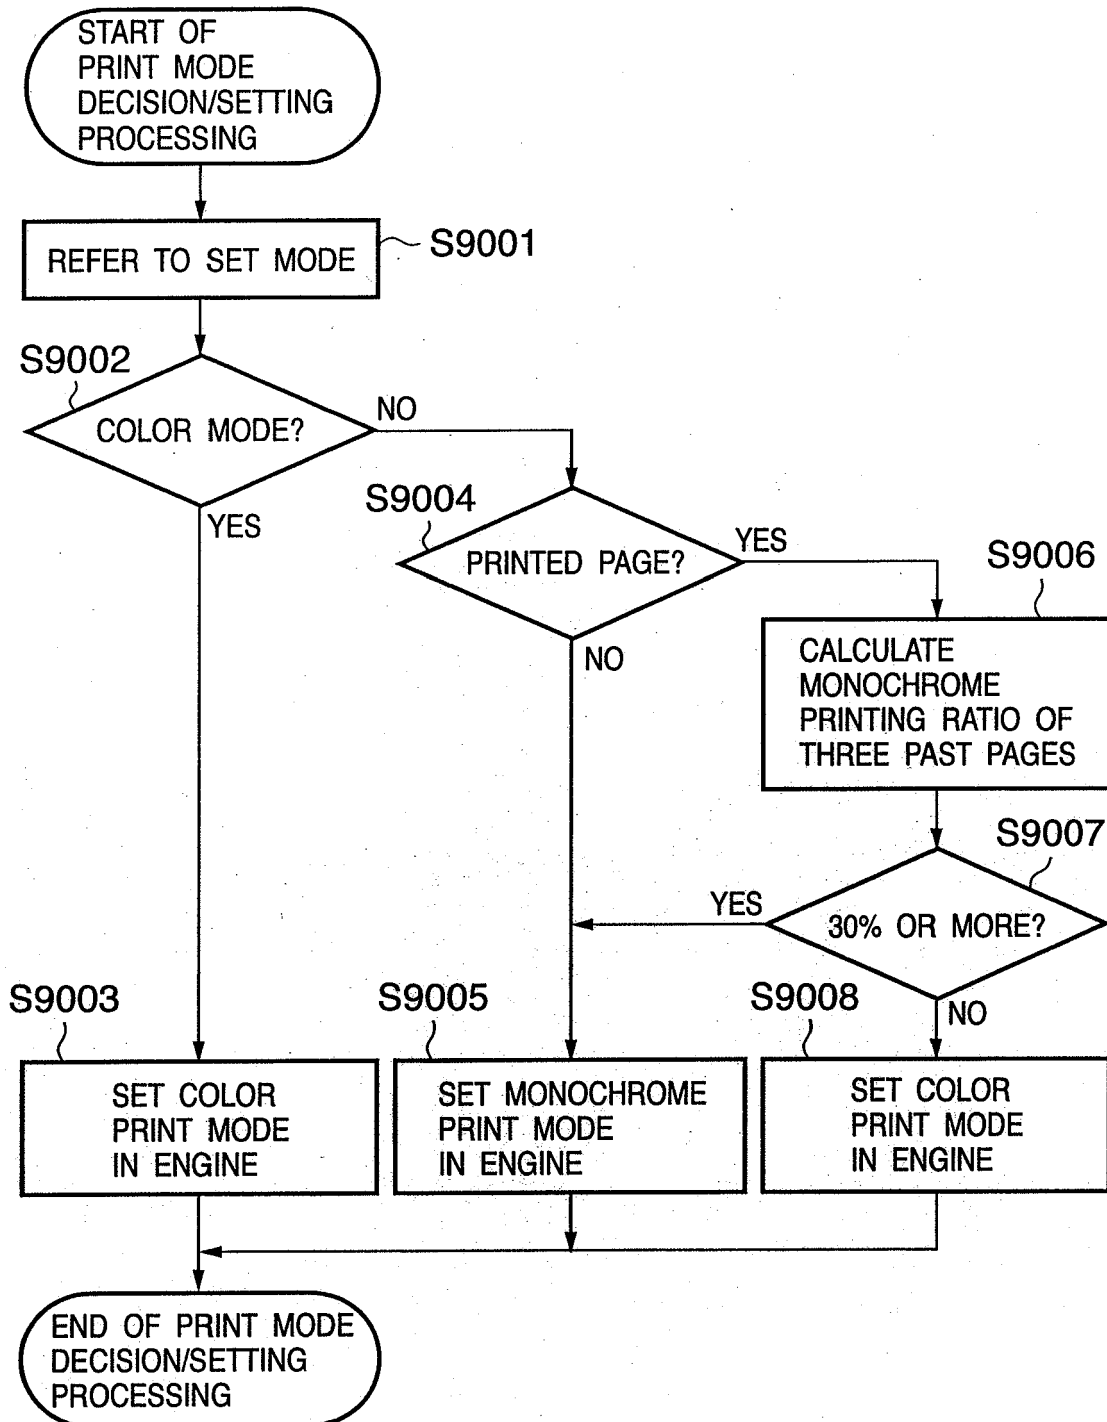 START OF
PRINT MODE
DECISION/SETTING
PROCESSING
REFER TO SET MODE
S9001
S9002
COLOR MODE?
NO
YES
S9004
PRINTED PAGE?
YES
NO
S9006
CALCULATE
MONOCHROME
PRINTING RATIO OF
THREE PAST PAGES
S9007
30% OR MORE?
YES
NO
S9003
SET COLOR
PRINT MODE
IN ENGINE
S9005
SET MONOCHROME
PRINT MODE
IN ENGINE
S9008
SET COLOR
PRINT MODE
IN ENGINE
END OF PRINT MODE
DECISION/SETTING
PROCESSING